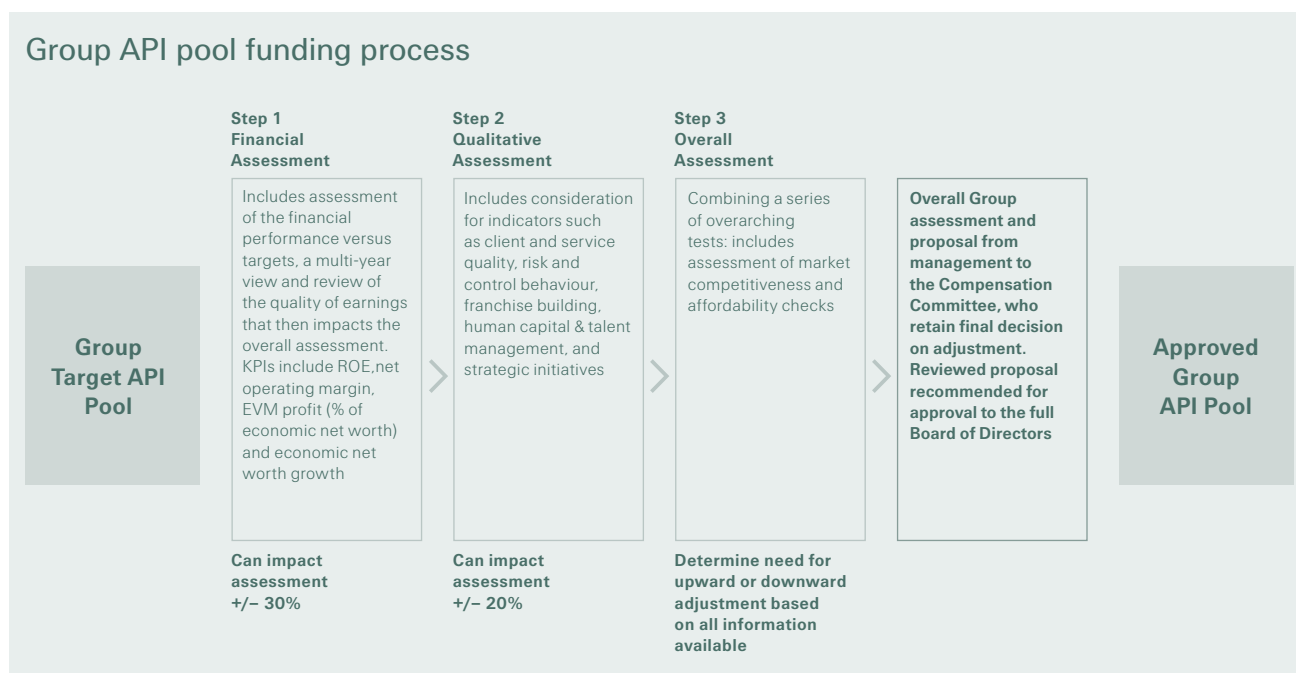 Group API pool funding process
Group
Target API
Pool
Step 1
Financial
Assessment
Includes assessment
of the financial
performance versus
targets, a multi-year
view and review of
the quality of earnings
that then impacts the
overall assessment.
KPIs include ROE,net
operating margin,
EVM profit (% of
economic net worth)
and economic net
worth growth
Can impact
assessment
+/– 30%
Step 2
Qualitative
Assessment
Includes consideration
for indicators such
as client and service
quality, risk and
control behaviour,
franchise building,
human capital & talent
management, and
strategic initiatives
Can impact
assessment
+/– 20%
Step 3
Overall
Assessment
Combining a series
of overarching
tests: includes
assessment of market
competitiveness and
affordability checks
Determine need for
upward or downward
adjustment based
on all information
available
Overall Group
assessment and
proposal from
management to
the Compensation
Committee, who
retain final decision
on adjustment.
Reviewed proposal
recommended for
approval to the full
Board of Directors
Approved
Group
API Pool